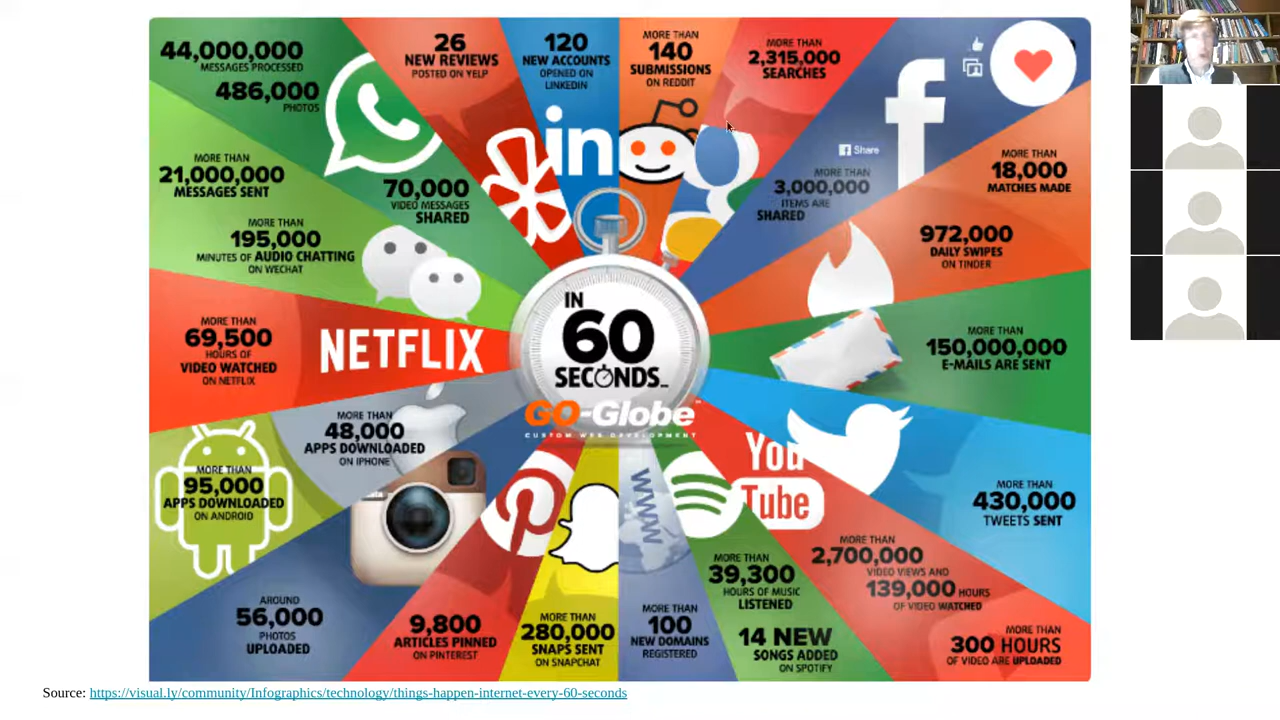 44,000,000
MESSAGES PROCESSED
486,000
PHOTOS
70,000
VIDEO MESSAGES
SHARED
26
NEW REVIEWS
POSTED ON YELP
120
NEW ACCOUNTS
OPENED ON
LINKEDIN
in
MORE THAN
140
SUBMISSIONS
ON REDDIT
MORE THAN
2,315,000
SEARCHES
f
f Share
MORE THAN
3,000,000
ITEMS ARE
SHARED
MORE THAN
18,000
MATCHES MADE
972,000
DAILY SWIPES
ON TINDER
MORE THAN
150,000,000
E-MAILS ARE SENT
MORE THAN
430,000
TWEETS SENT
You
Tube
MORE THAN
2,700,000
VIDEO VIEWS AND
139,000 HOURS
OF VIDEO WATCHED
MORE THAN
300 HOURS
OF VIDEO ARE UPLOADED
MORE THAN
39,300
HOURS OF MUSIC
LISTENED
14 NEW
SONGS ADDED
ON SPOTIFY
WWW
MORE THAN
100
NEW DOMAINS
REGISTERED
MORE THAN
280,000
SNAPS SENT
ON SNAPCHAT
9,800
ARTICLES PINNED
ON PINTEREST
AROUND
56,000
PHOTOS
UPLOADED
MORE THAN
95,000
APPS DOWNLOADED
ON ANDROID
MORE THAN
48,000
APPS DOWNLOADED
ON IPHONE
MORE THAN
69,500
HOURS OF
VIDEO WATCHED
ON NETFLIX
NETFLIX
MORE THAN
21,000,000
MESSAGES SENT
MORE THAN
195,000
MINUTES OF AUDIO CHATTING
ON WECHAT
IN
60
SECONDS...
GO-Globe™
CUSTOM WEB DEVELOPMENT
Source: https://visual.ly/community/Infographics/technology/things-happen-internet-every-60-seconds